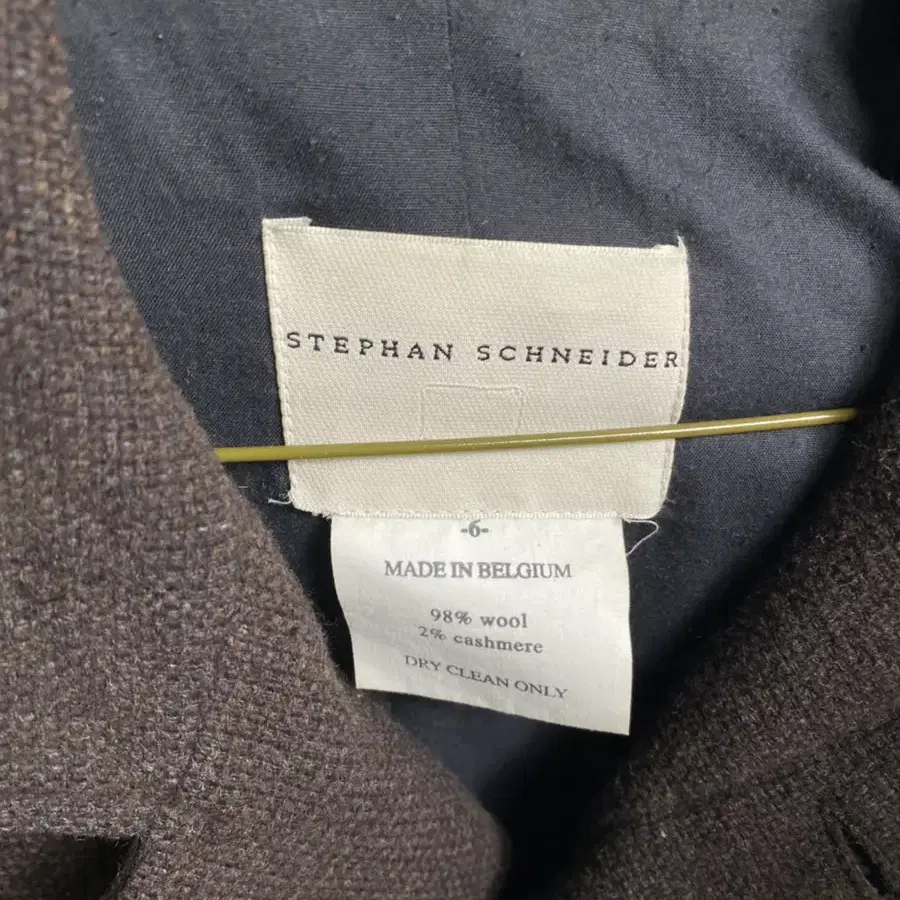 STEPHAN SCHNEIDER
-6-
MADE IN BELGIUM
98% wool
2% cashmere
DRY CLEAN ONLY